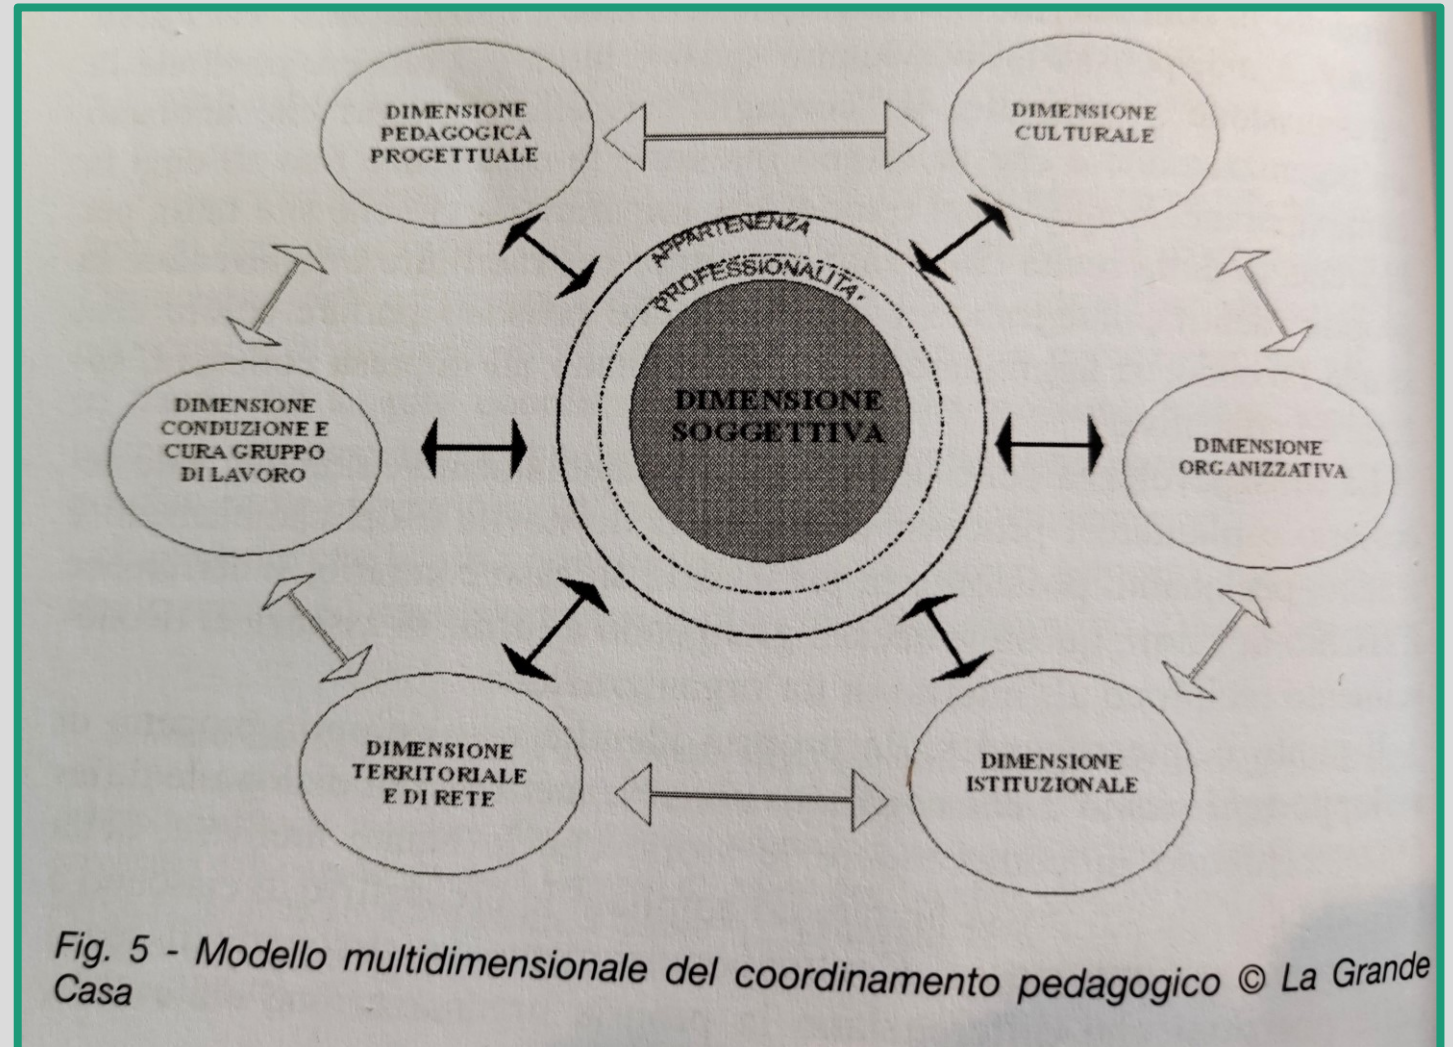 DIMENSIONE
PEDAGOGICA
PROGETTUALE
DIMENSIONE
CULTURALE
APPARTENENZA
PROFESSIONALITA'
DIMENSIONE
SOGGETTIVA
DIMENSIONE
CONDUZIONE E
CURA GRUPPO
DI LAVORO
DIMENSIONE
ORGANIZZATIVA
DIMENSIONE
TERRITORIALE
E DI RETE
DIMENSIONE
ISTITUZIONALE
Fig. 5 - Modello multidimensionale del coordinamento pedagogico © La Grande
Casa